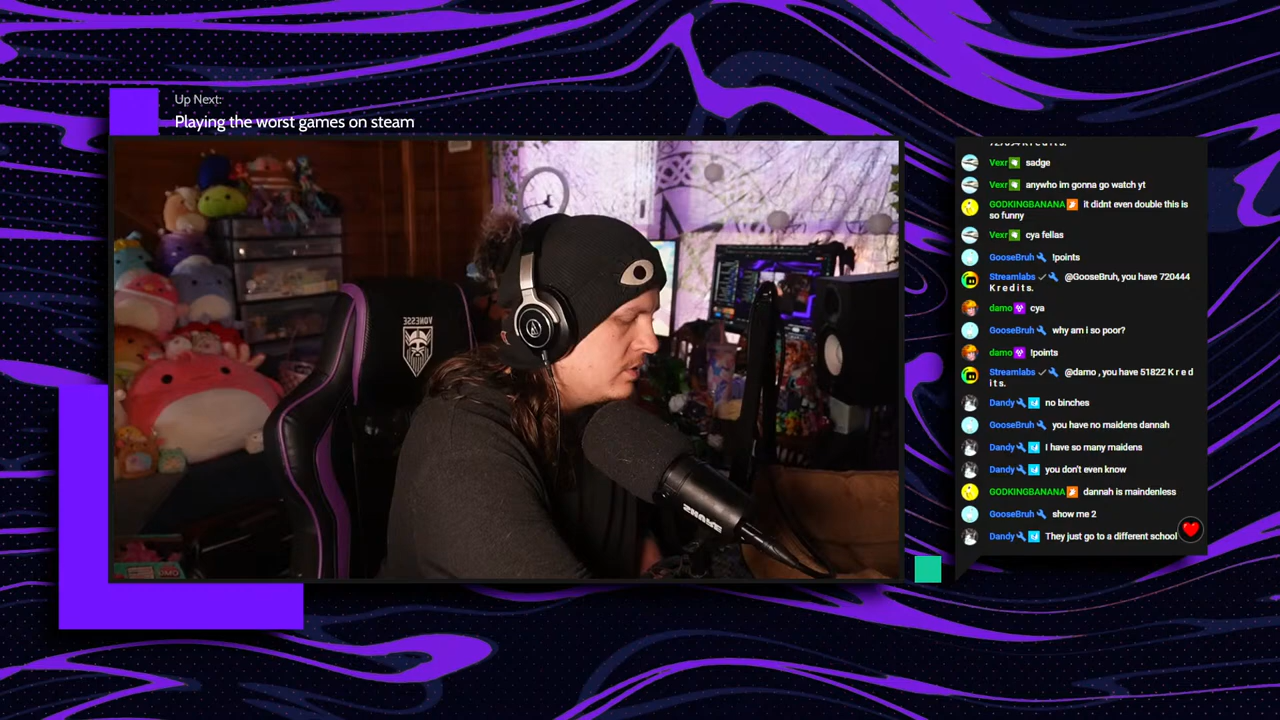 Up Next:
Playing the worst games on steam
Vexr sadge
Vexr anywho im gonna go watch yt
GODKINGBANANA it didnt even double this is
so funny
Vexr cya fellas
GooseBruh !points
Streamlabs @GooseBruh, you have 720444
K r e d i t s.
damo cya
GooseBruh why am i so poor?
damo !points
Streamlabs @damo , you have 51822 K r e d
i t s.
Dandy no binches
GooseBruh you have no maidens dannah
Dandy I have so many maidens
Dandy you don't even know
GODKINGBANANA dannah is maindenless
GooseBruh show me 2
Dandy They just go to a different school
VONESSE
SHURE